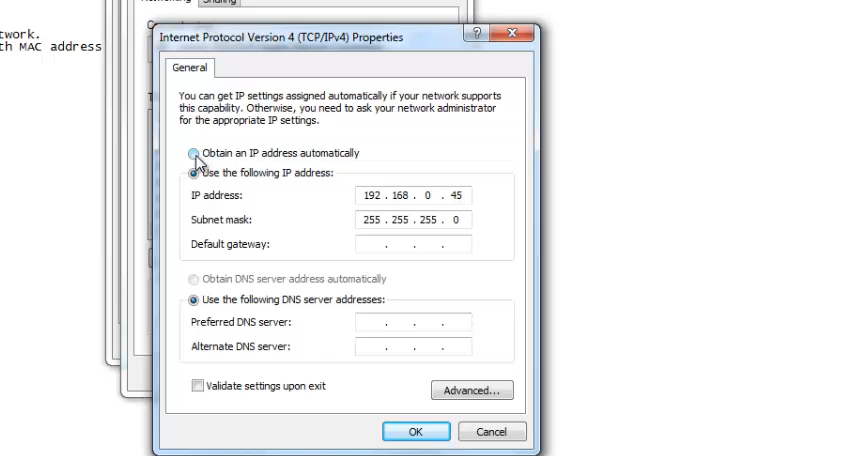 Sharing
twork.
th MAC address
Internet Protocol Version 4 (TCP/IPv4) Properties
?
General
You can get IP settings assigned automatically if your network supports
this capability. Otherwise, you need to ask your network administrator
for the appropriate IP settings.
Obtain an IP address automatically
Use the following IP address:
IP address: 192 . 168 . 0 . 45
Subnet mask: 255 . 255 . 255 . 0
Default gateway: . . .
Obtain DNS server address automatically
Use the following DNS server addresses:
Preferred DNS server: . . .
Alternate DNS server: . . .
Validate settings upon exit
Advanced...
OK Cancel